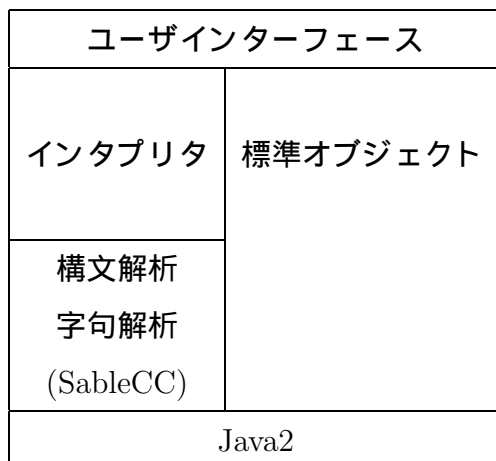 ユーザインターフェース
インタプリタ
標準オブジェクト
構文解析
字句解析
(SableCC)
Java2